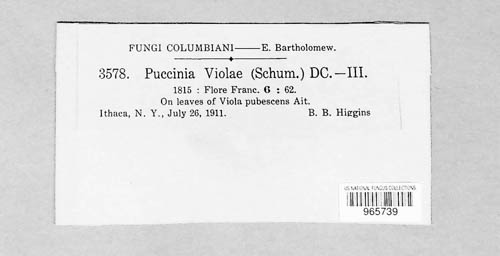 FUNGI COLUMBIANI——E. Bartholomew.
3578. Puccinia Violae (Schum.) DC.—III.
1815 : Flore Franc. 6 : 62.
On leaves of Viola pubescens Ait.
Ithaca, N. Y., July 26, 1911. B. B. Higgins
US NATIONAL FUNGUS COLLECTIONS
965739